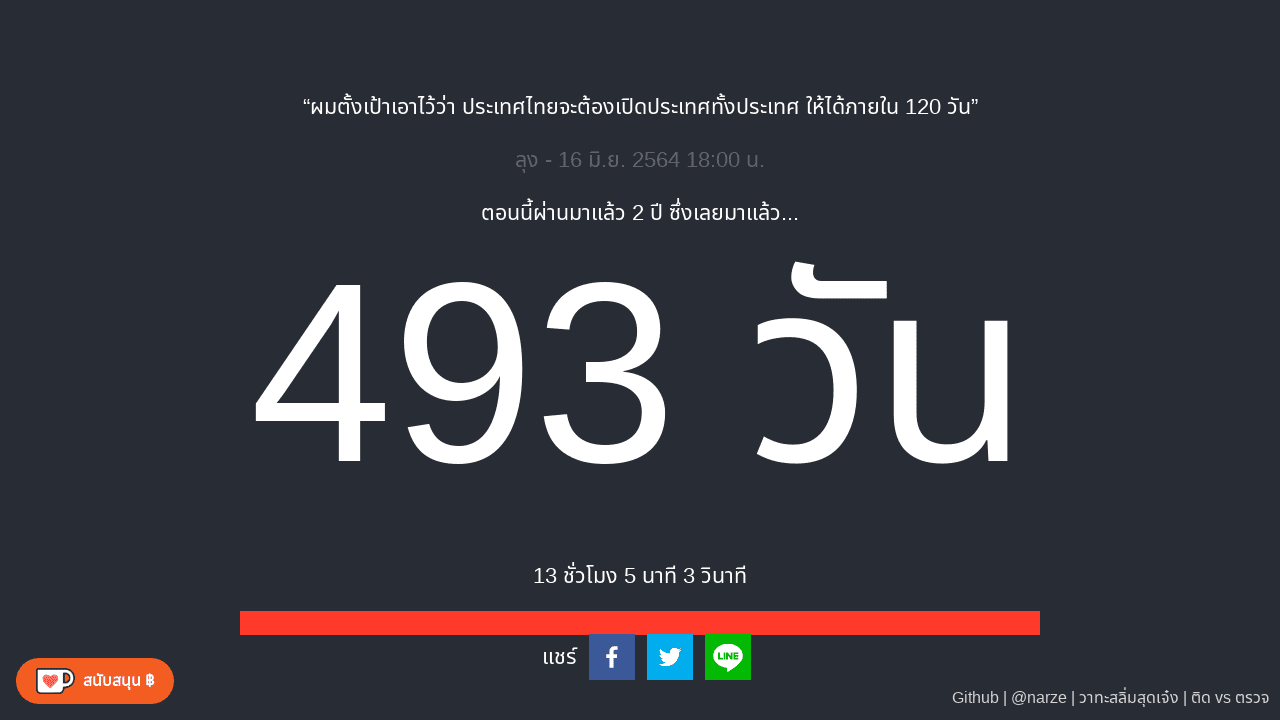 “ผมตั้งเป้าเอาไว้ว่า ประเทศไทยจะต้องเปิดประเทศทั้งประเทศ ให้ได้ภายใน 120 วัน”
ลุง - 16 มิ.ย. 2564 18:00 น.
ตอนนี้ผ่านมาแล้ว 2 ปี ซึ่งเลยมาแล้ว...
493 วัน
13 ชั่วโมง 5 นาที 3 วินาที
แชร์
LINE
สนับสนุน ฿
Github | @narze | วาทะสลิ่มสุดเจ๋ง | ติด vs ตรวจ